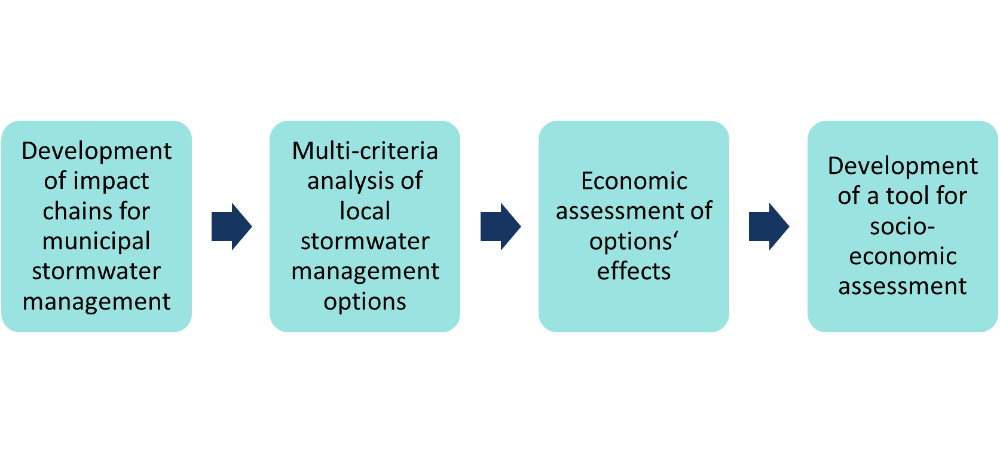 Development
of impact
chains for
municipal
stormwater
management
Multi-criteria
analysis of
local
stormwater
management
options
Economic
assessment of
options‘
effects
Development
of a tool for
socio-
economic
assessment